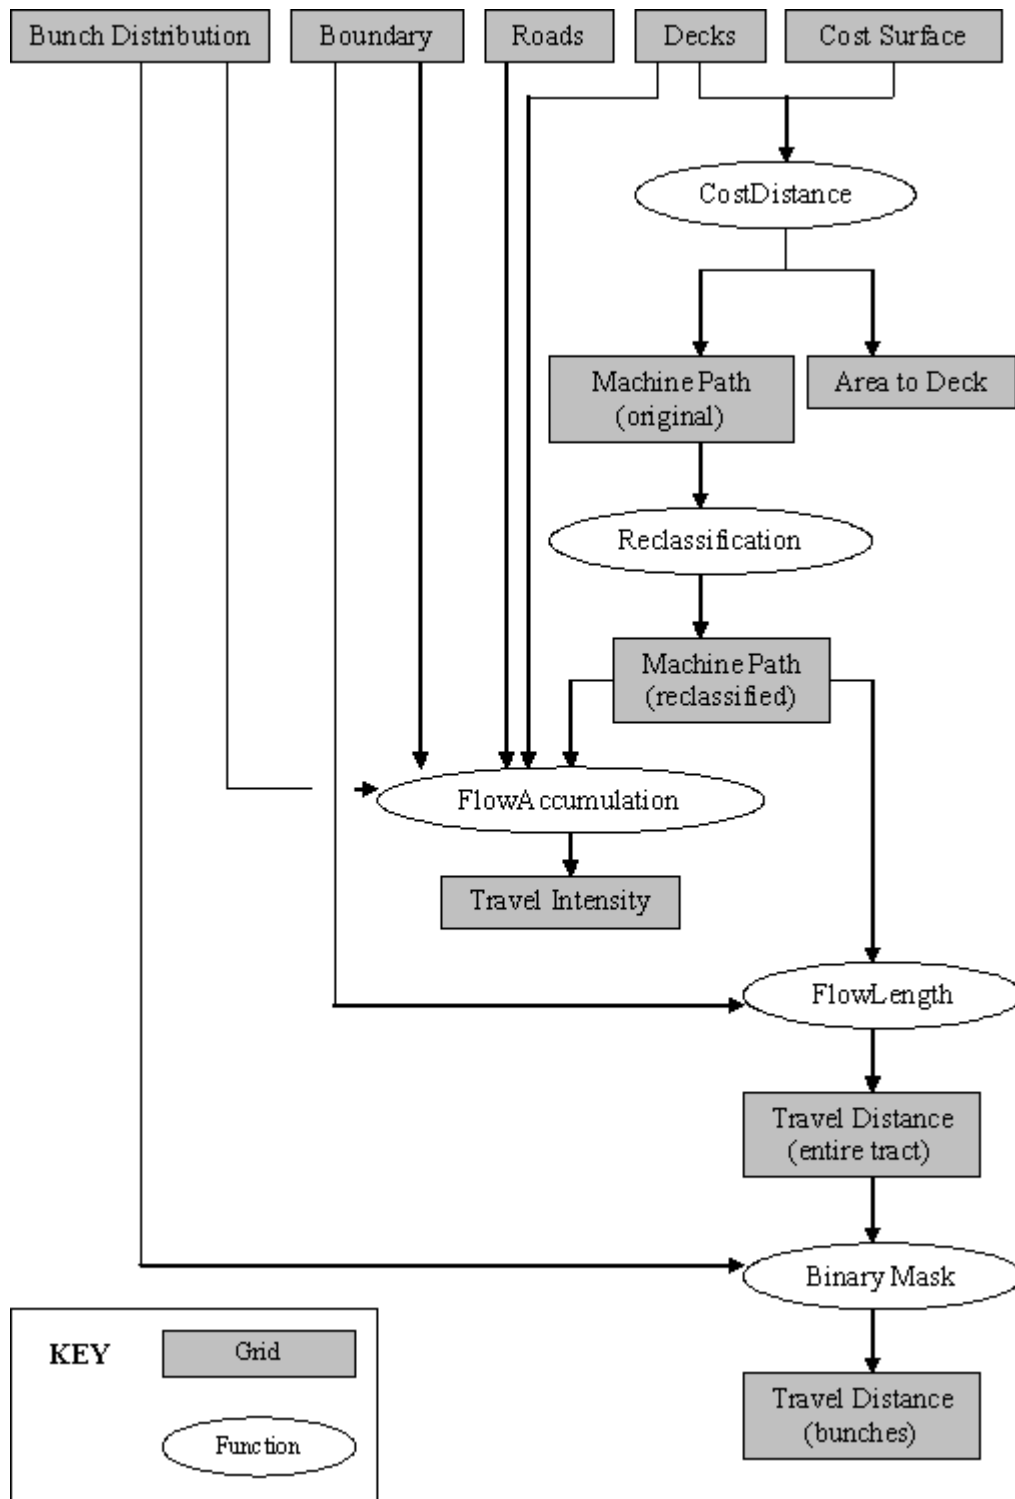 Bunch Distribution
Boundary
Roads
Decks
Cost Surface
CostDistance
Machine Path
(original)
Area to Deck
Reclassification
Machine Path
(reclassified)
FlowAccumulation
Travel Intensity
FlowLength
Travel Distance
(entire tract)
Binary Mask
Travel Distance
(bunches)
KEY
Grid
Function